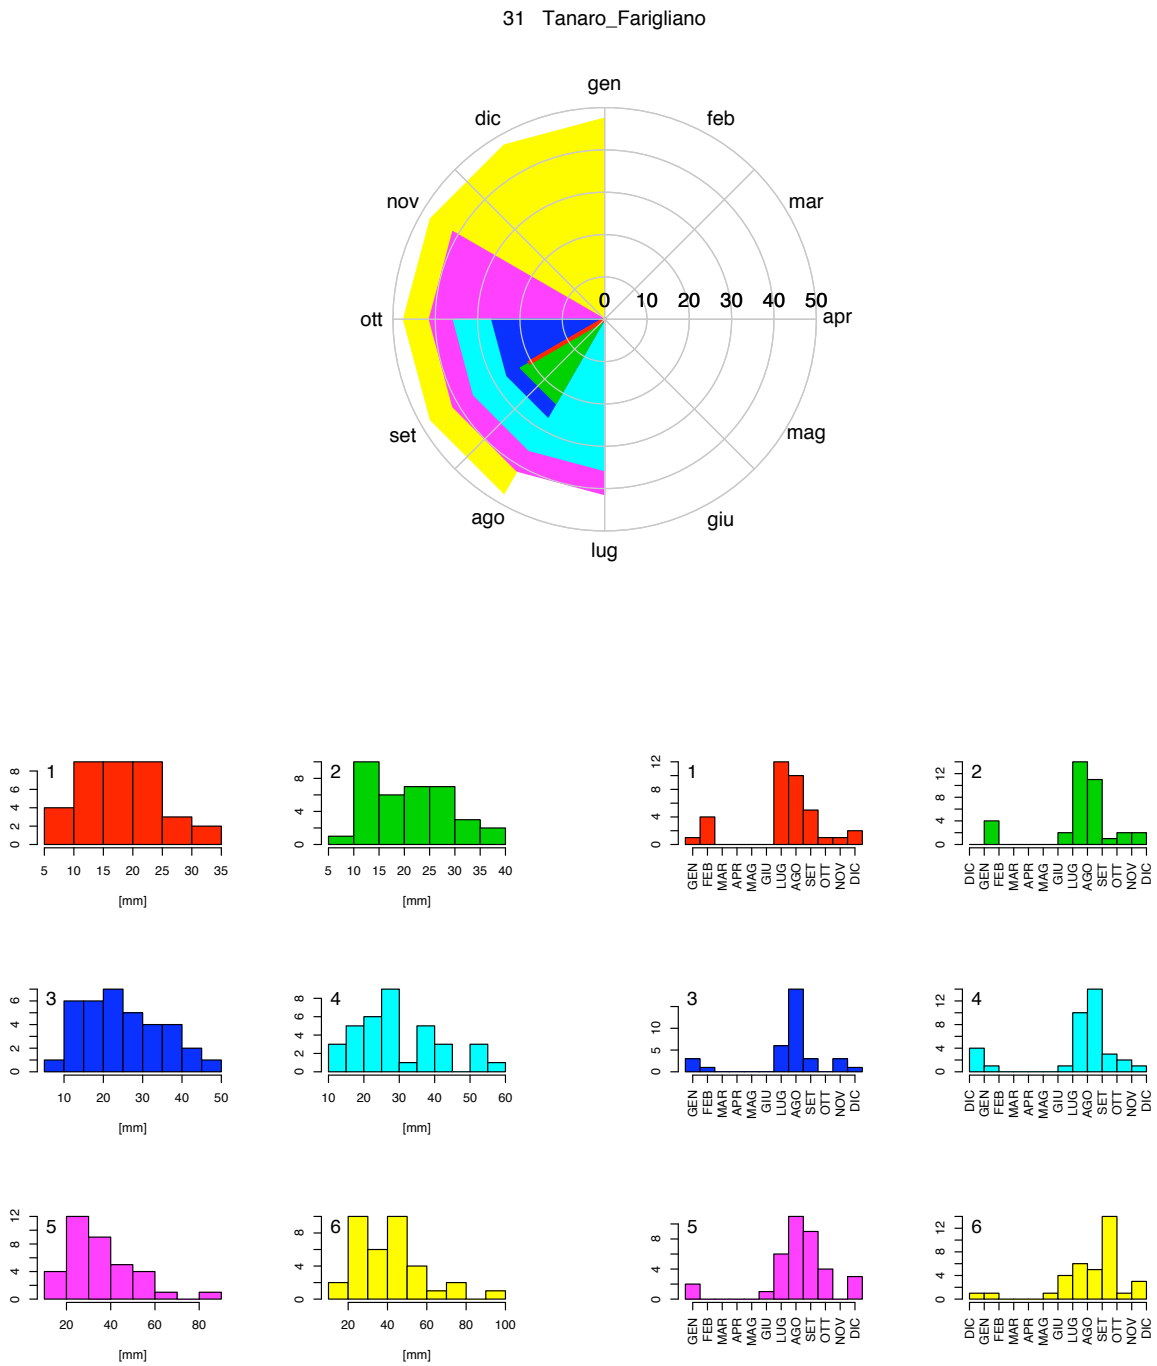 31 Tanaro_Farigliano
gen
dic feb
nov mar
0 10 20 30 40 50
ott apr
set mag
ago giu
lug
1 0 2 4 6 8 5 10 15 20 25 30 35 [mm]
2 0 4 8 5 10 15 20 25 30 35 40 [mm]
1 0 4 8 12 GEN FEB MAR APR MAG GIU LUG AGO SET OTT NOV DIC
2 0 4 8 12 DIC GEN FEB MAR APR MAG GIU LUG AGO SET OTT NOV DIC
3 0 2 4 6 10 20 30 40 50 [mm]
4 0 2 4 6 8 10 20 30 40 50 60 [mm]
3 0 5 10 GEN FEB MAR APR MAG GIU LUG AGO SET OTT NOV DIC
4 0 4 8 12 DIC GEN FEB MAR APR MAG GIU LUG AGO SET OTT NOV DIC
5 0 4 8 12 20 40 60 80 [mm]
6 0 4 8 20 40 60 80 100 [mm]
5 0 4 8 GEN FEB MAR APR MAG GIU LUG AGO SET OTT NOV DIC
6 0 4 8 12 DIC GEN FEB MAR APR MAG GIU LUG AGO SET OTT NOV DIC